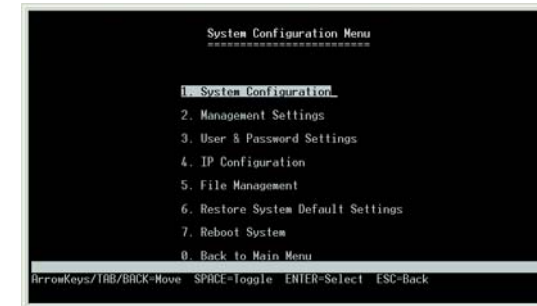 System Configuration Menu
=========================
1. System Configuration
2. Management Settings
3. User & Password Settings
4. IP Configuration
5. File Management
6. Restore System Default Settings
7. Reboot System
0. Back to Main Menu
ArrowKeys/TAB/BACK=Move SPACE=Toggle ENTER=Select ESC=Back